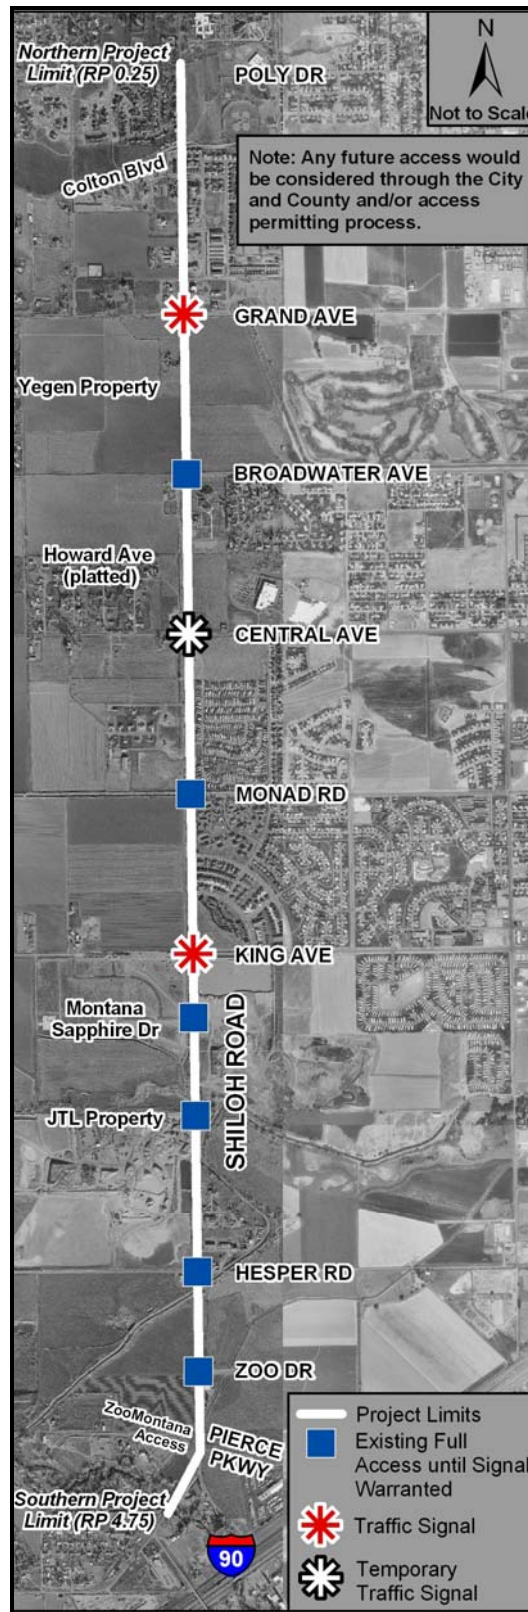 Northern Project
Limit (RP 0.25)
POLY DR
N
Not to Scale
Colton Blvd
Note: Any future access would
be considered through the City
and County and/or access
permitting process.
GRAND AVE
Yegen Property
BROADWATER AVE
Howard Ave
(platted)
CENTRAL AVE
MONAD RD
KING AVE
Montana
Sapphire Dr
SHILOH ROAD
JTL Property
HESPER RD
ZOO DR
ZooMontana
Access
PIERCE
PKWY
Southern Project
Limit (RP 4.75)
90
Project Limits
Existing Full
Access until Signal
Warranted
Traffic Signal
Temporary
Traffic Signal